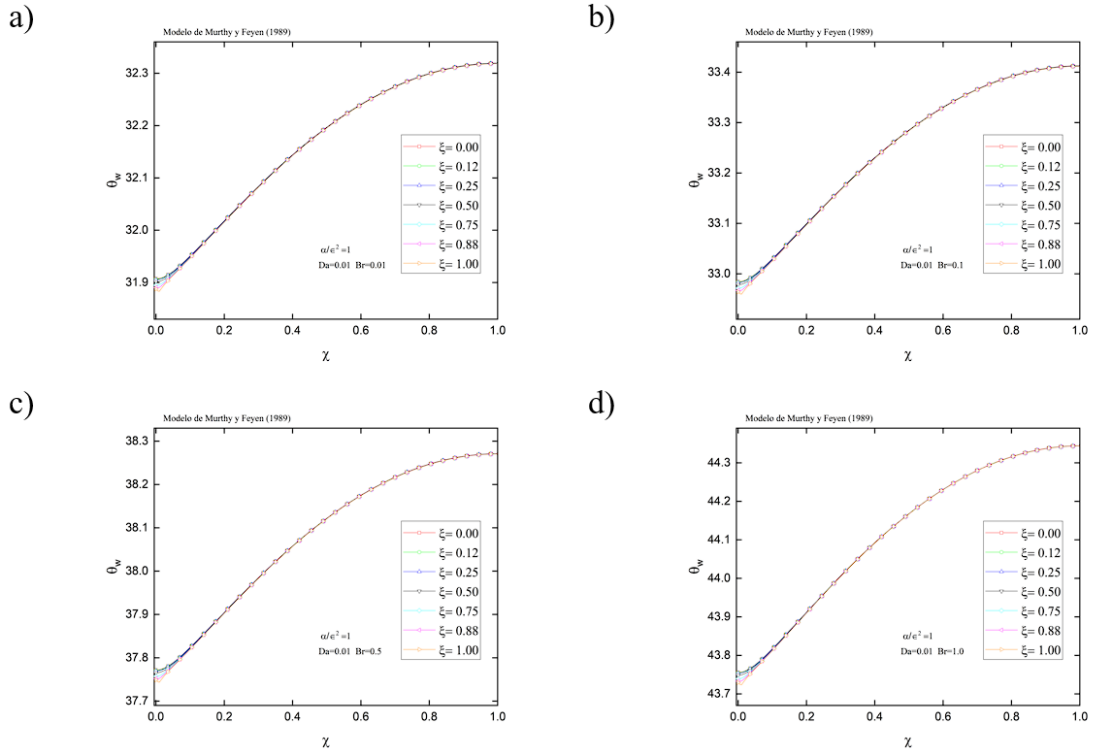 a)
Modelo de Murthy y Feyen (1989)
32.3
32.2
32.1
32.0
31.9
θw
ξ= 0.00
ξ= 0.12
ξ= 0.25
ξ= 0.50
ξ= 0.75
ξ= 0.88
ξ= 1.00
α/ϵ²=1
Da=0.01 Br=0.01
0.0 0.2 0.4 0.6 0.8 1.0
χ
b)
Modelo de Murthy y Feyen (1989)
33.4
33.3
33.2
33.1
33.0
θw
ξ= 0.00
ξ= 0.12
ξ= 0.25
ξ= 0.50
ξ= 0.75
ξ= 0.88
ξ= 1.00
α/ϵ²=1
Da=0.01 Br=0.1
0.0 0.2 0.4 0.6 0.8 1.0
χ
c)
Modelo de Murthy y Feyen (1989)
38.3
38.2
38.1
38.0
37.9
37.8
37.7
θw
ξ= 0.00
ξ= 0.12
ξ= 0.25
ξ= 0.50
ξ= 0.75
ξ= 0.88
ξ= 1.00
α/ϵ²=1
Da=0.01 Br=0.5
0.0 0.2 0.4 0.6 0.8 1.0
χ
d)
Modelo de Murthy y Feyen (1989)
44.3
44.2
44.1
44.0
43.9
43.8
43.7
θw
ξ= 0.00
ξ= 0.12
ξ= 0.25
ξ= 0.50
ξ= 0.75
ξ= 0.88
ξ= 1.00
α/ϵ²=1
Da=0.01 Br=1.0
0.0 0.2 0.4 0.6 0.8 1.0
χ